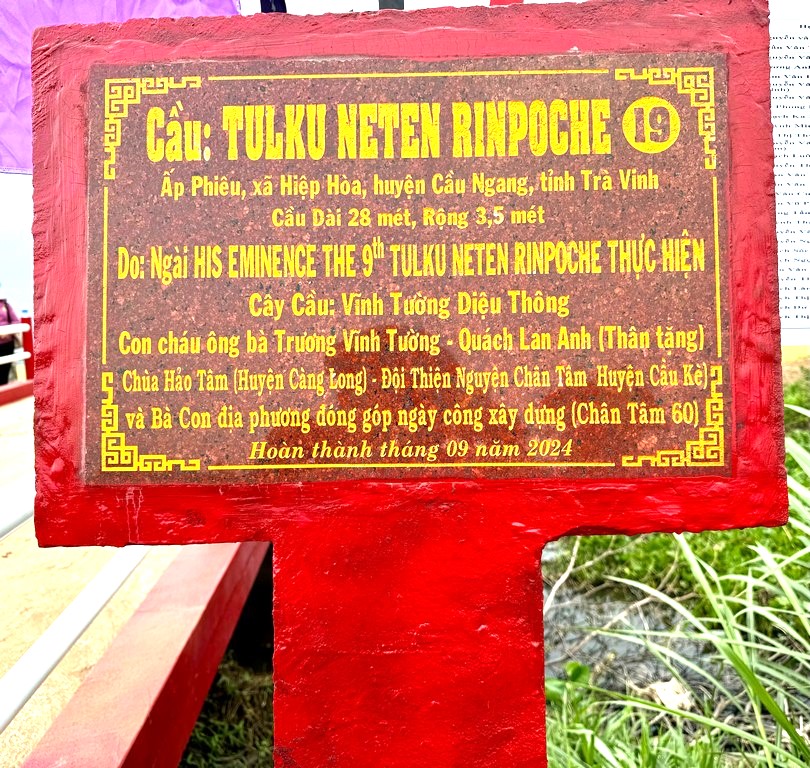 Cầu: TULKU NETEN RINPOCHE 19
Ấp Phiêu, xã Hiệp Hòa, huyện Cầu Ngang, tỉnh Trà Vinh
Cầu Dài 28 mét, Rộng 3,5 mét
Do: Ngài HIS EMINENCE THE 9th TULKU NETEN RINPOCHE THỰC HIỆN
Cây Cầu: Vĩnh Tường Diệu Thông
Con cháu ông bà Trương Vĩnh Tường - Quách Lan Anh (Thân tặng)
Chùa Hảo Tâm (Huyện Càng Long) - Đội Thiện Nguyện Chân Tâm Huyện Cầu Kè)
và Bà Con địa phương đóng góp ngày công xây dựng (Chân Tâm 60)
Hoàn thành tháng 09 năm 2024